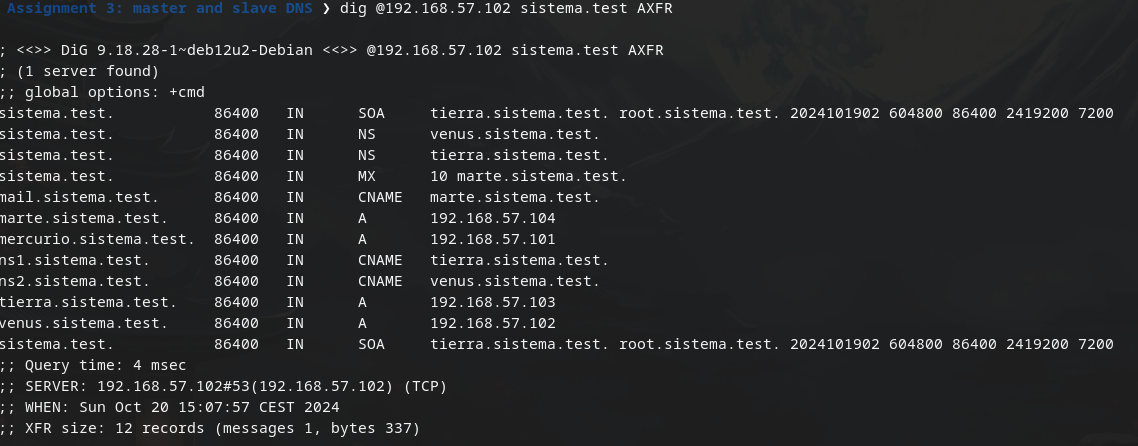 Assignment 3: master and slave DNS ❯ dig @192.168.57.102 sistema.test AXFR
; <<>> DiG 9.18.28-1~deb12u2-Debian <<>> @192.168.57.102 sistema.test AXFR
; (1 server found)
;; global options: +cmd
sistema.test. 86400 IN SOA tierra.sistema.test. root.sistema.test. 2024101902 604800 86400 2419200 7200
sistema.test. 86400 IN NS venus.sistema.test.
sistema.test. 86400 IN NS tierra.sistema.test.
sistema.test. 86400 IN MX 10 marte.sistema.test.
mail.sistema.test. 86400 IN CNAME marte.sistema.test.
marte.sistema.test. 86400 IN A 192.168.57.104
mercurio.sistema.test. 86400 IN A 192.168.57.101
ns1.sistema.test. 86400 IN CNAME tierra.sistema.test.
ns2.sistema.test. 86400 IN CNAME venus.sistema.test.
tierra.sistema.test. 86400 IN A 192.168.57.103
venus.sistema.test. 86400 IN A 192.168.57.102
sistema.test. 86400 IN SOA tierra.sistema.test. root.sistema.test. 2024101902 604800 86400 2419200 7200
;; Query time: 4 msec
;; SERVER: 192.168.57.102#53(192.168.57.102) (TCP)
;; WHEN: Sun Oct 20 15:07:57 CEST 2024
;; XFR size: 12 records (messages 1, bytes 337)